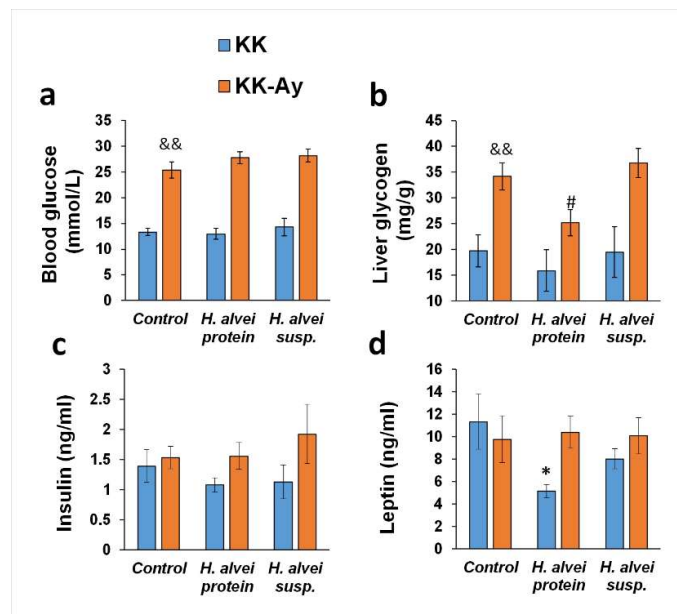 KK
KK-Ay
a
Blood glucose
(mmol/L)
35
30
25
20
15
10
5
0
&&
Control
H. alvei
protein
H. alvei
susp.
b
Liver glycogen
(mg/g)
45
40
35
30
25
20
15
10
&&
#
Control
H. alvei
protein
H. alvei
susp.
c
Insulin (ng/ml)
3
2.5
2
1.5
1
0.5
0
Control
H. alvei
protein
H. alvei
susp.
d
Leptin (ng/ml)
16
14
12
10
8
6
4
2
0
*
Control
H. alvei
protein
H. alvei
susp.